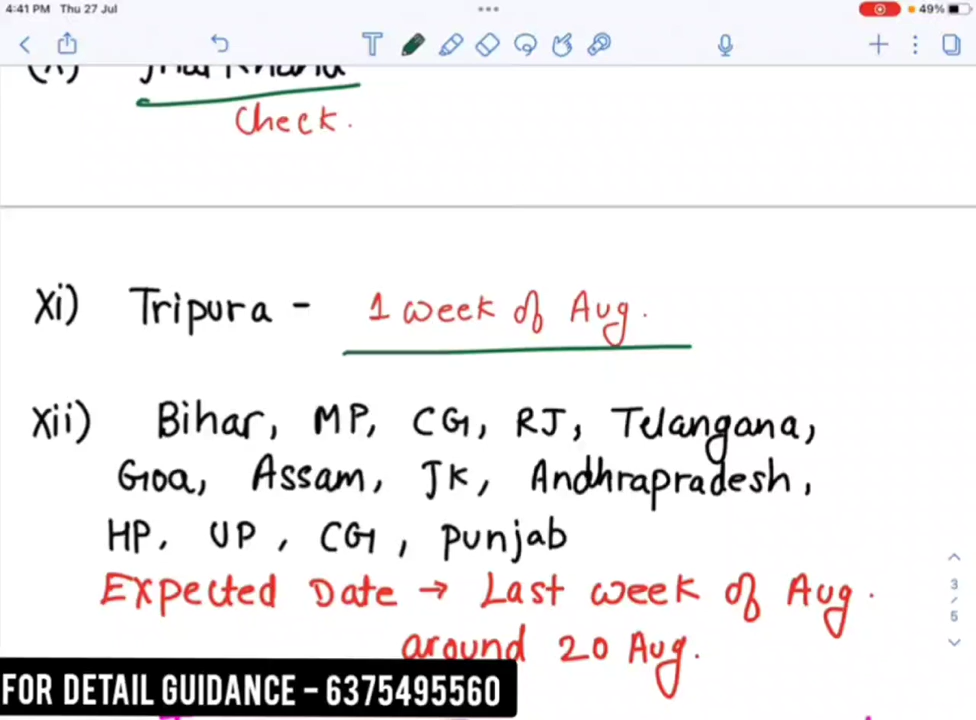 4:41 PM Thu 27 Jul
49%
(x) Jharkhand
Check.
xi) Tripura - 1 week of Aug.
xii) Bihar, MP, CG, RJ, Telangana,
Goa, Assam, JK, Andhrapradesh,
HP, UP, CG, Punjab
Expected Date → Last week of Aug.
around 20 Aug.
3
/
5
FOR DETAIL GUIDANCE - 6375495560